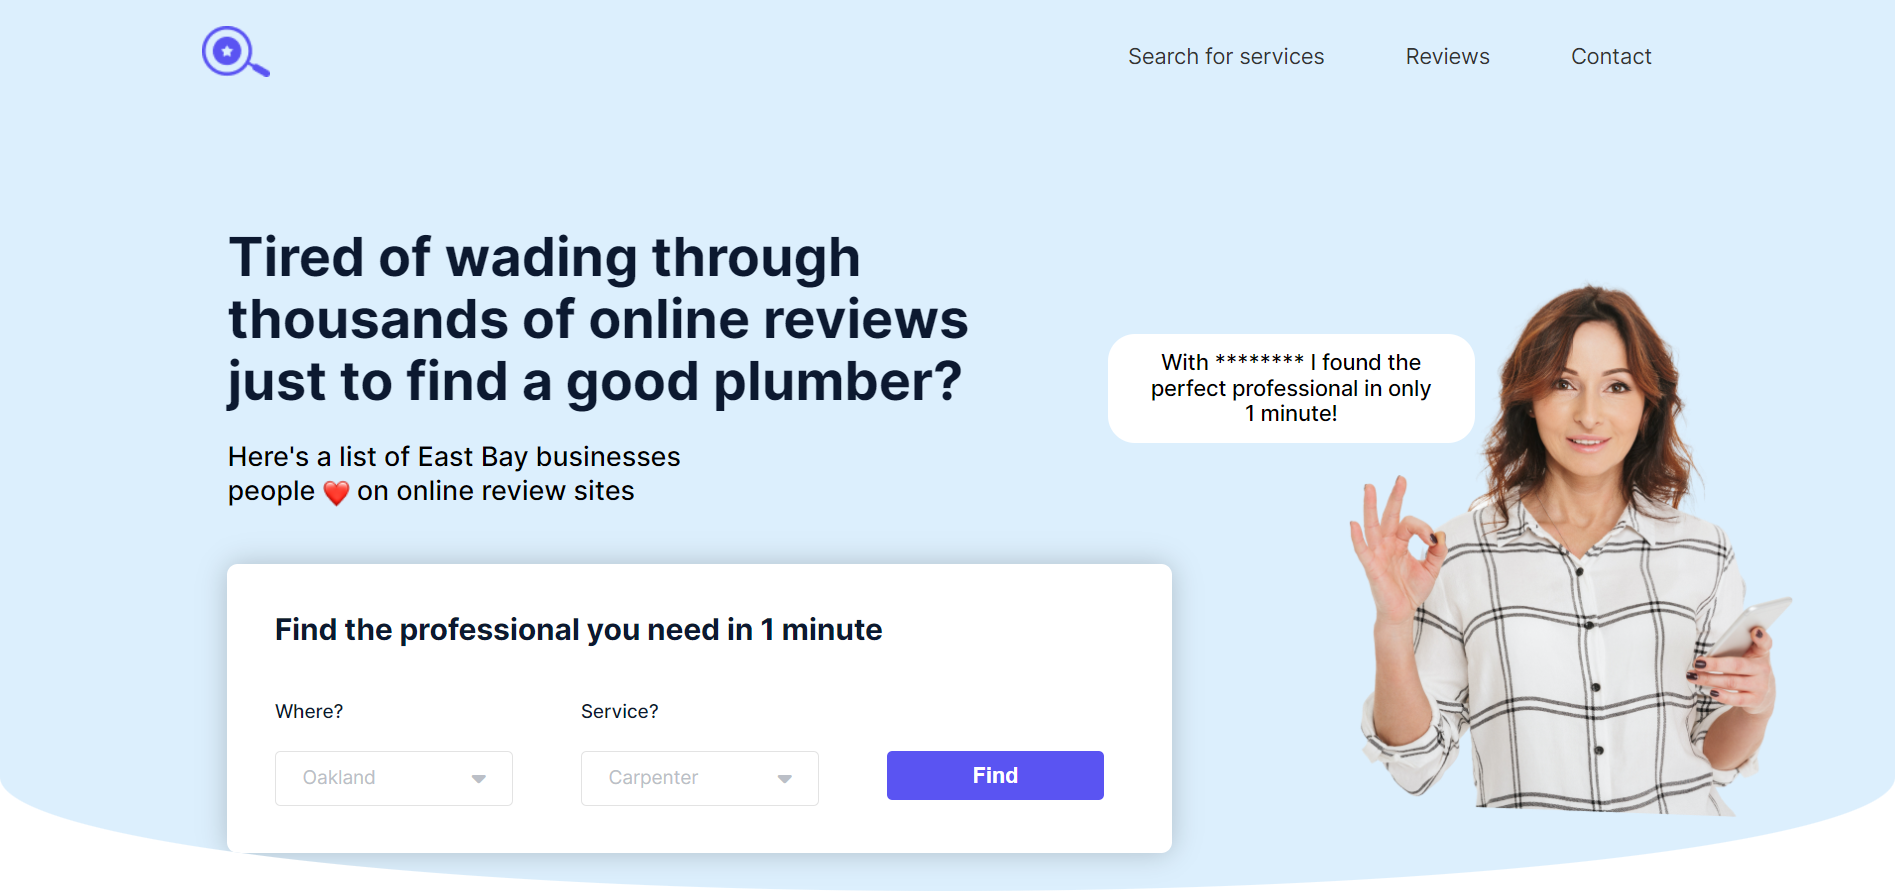 Search for services
Reviews
Contact
Tired of wading through
thousands of online reviews
just to find a good plumber?
Here's a list of East Bay businesses
people ❤️ on online review sites
With ******** I found the
perfect professional in only
1 minute!
Find the professional you need in 1 minute
Where?
Service?
Oakland
Carpenter
Find